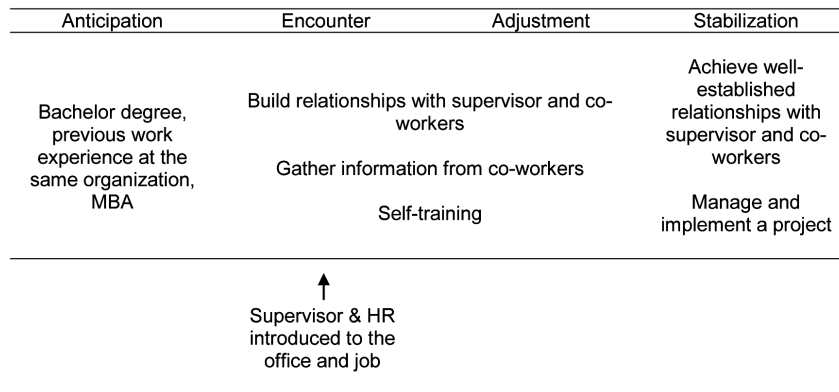 Anticipation Encounter Adjustment Stabilization
Bachelor degree,
previous work
experience at the
same organization,
MBA
Build relationships with supervisor and co-
workers
Gather information from co-workers
Self-training
Achieve well-
established
relationships with
supervisor and co-
workers
Manage and
implement a project
Supervisor & HR
introduced to the
office and job